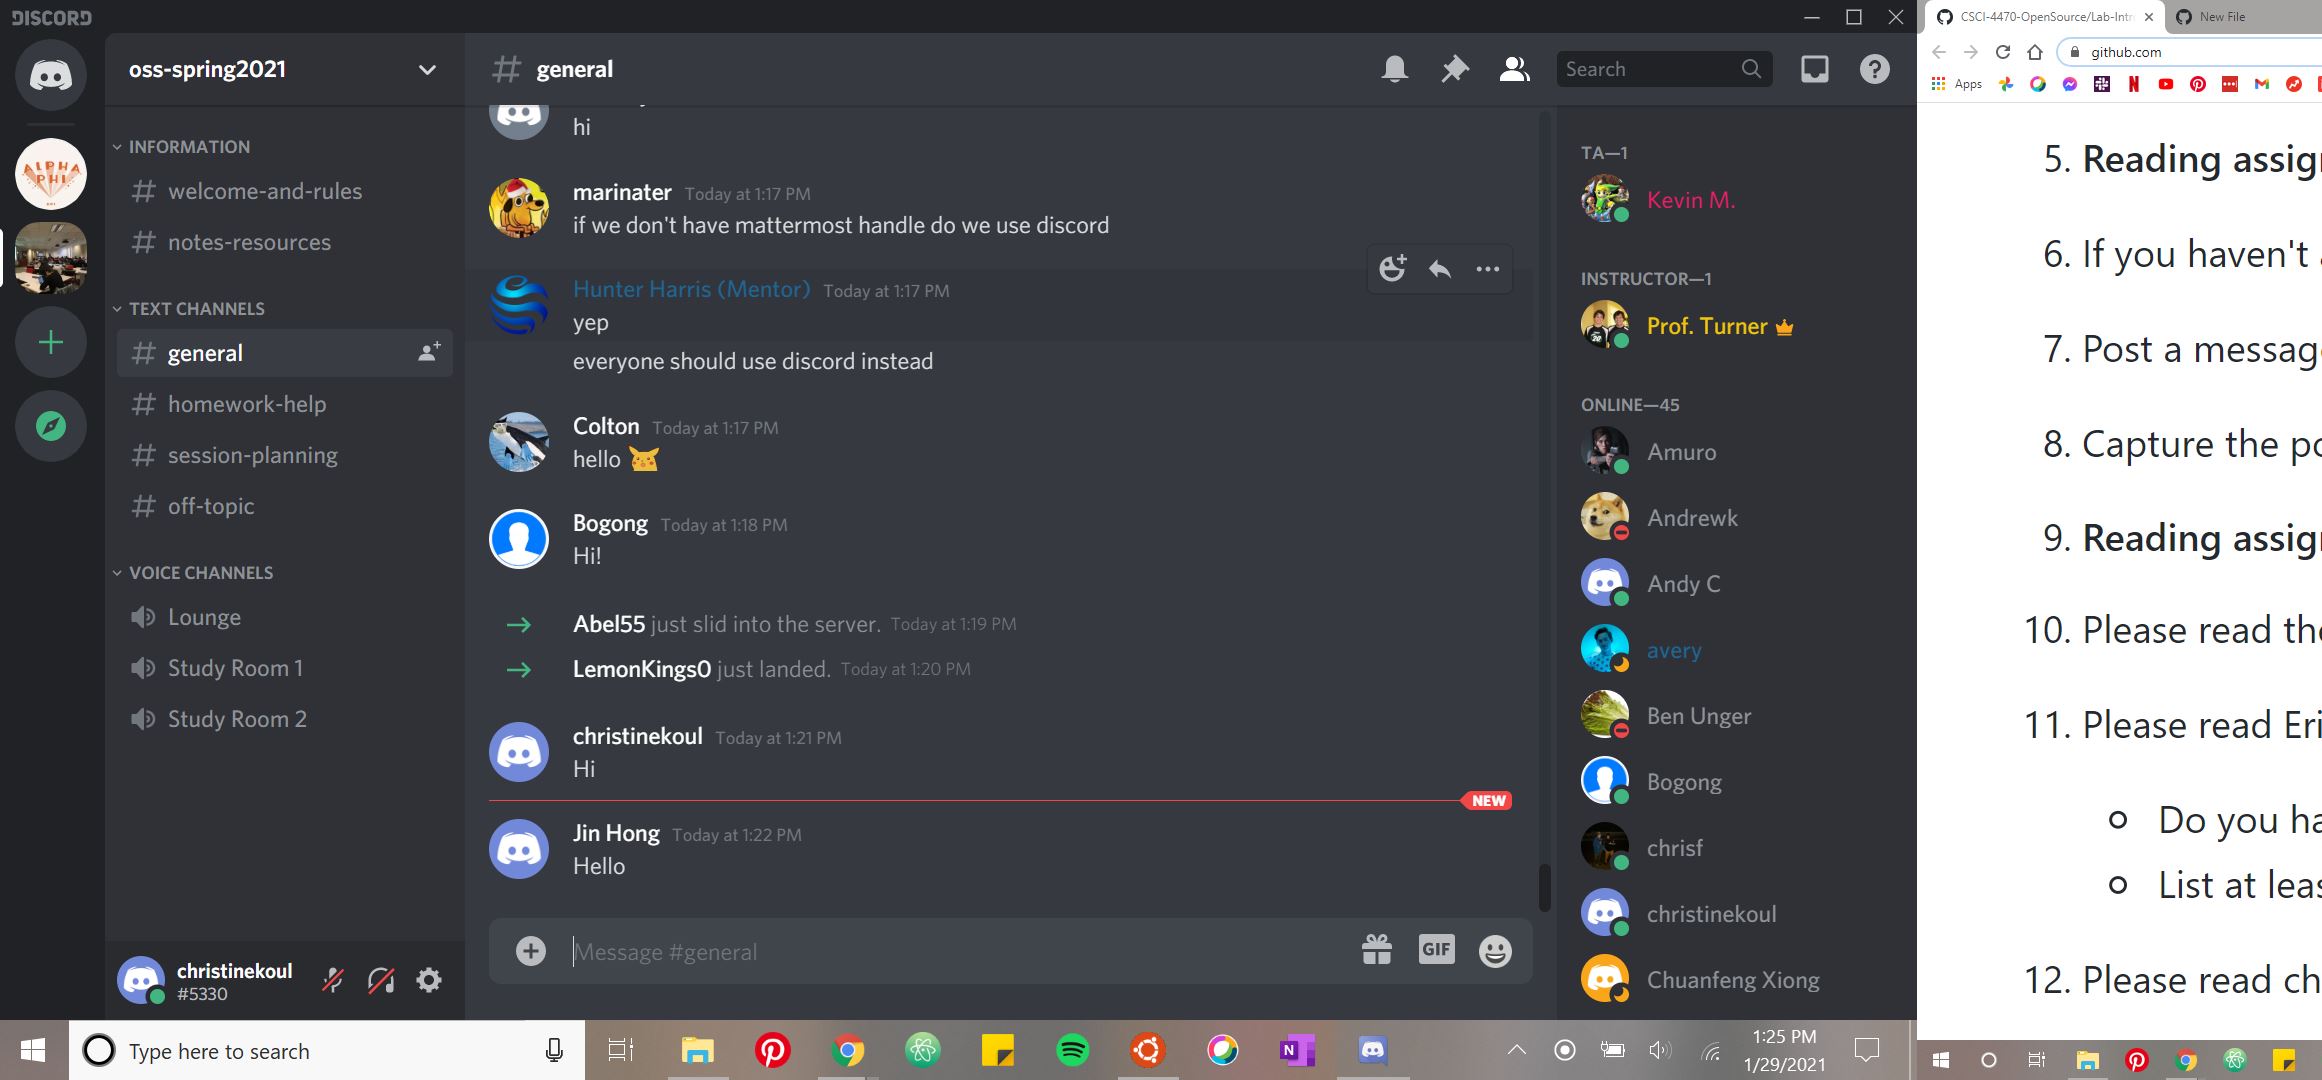 DISCORD
oss-spring2021
INFORMATION
welcome-and-rules
notes-resources
TEXT CHANNELS
general
homework-help
session-planning
off-topic
VOICE CHANNELS
Lounge
Study Room 1
Study Room 2
christinekoul
#5330
ALPHA
PHI
general
Search
hi
marinater Today at 1:17 PM
if we don't have mattermost handle do we use discord
Hunter Harris (Mentor) Today at 1:17 PM
yep
everyone should use discord instead
Colton Today at 1:17 PM
hello
Bogong Today at 1:18 PM
Hi!
Abel55 just slid into the server. Today at 1:19 PM
LemonKings0 just landed. Today at 1:20 PM
christinekoul Today at 1:21 PM
Hi
NEW
Jin Hong Today at 1:22 PM
Hello
Message #general
GIF
TA—1
Kevin M.
INSTRUCTOR—1
Prof. Turner
ONLINE—45
Amuro
Andrewk
Andy C
avery
Ben Unger
Bogong
chrisf
christinekoul
Chuanfeng Xiong
CSCI-4470-OpenSource/Lab-Intr
New File
github.com
Apps
5. Reading assig
6. If you haven't
7. Post a messag
8. Capture the po
9. Reading assig
10. Please read the
11. Please read Eri
Do you ha
List at leas
12. Please read ch
Type here to search
1:25 PM
1/29/2021